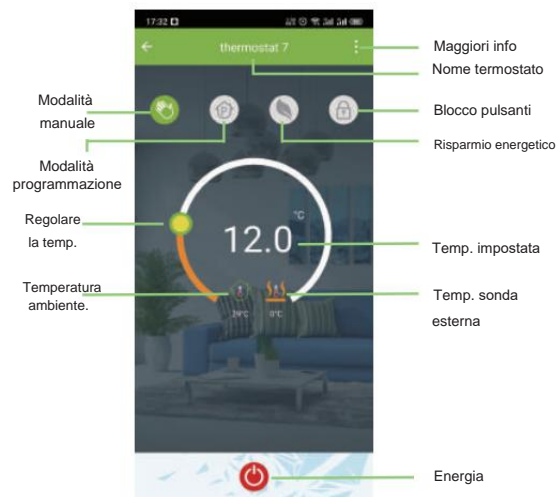 17:32
thermostat 7
Maggiori info
Nome termostato
Modalità
manuale
Blocco pulsanti
Risparmio energetico
Modalità
programmazione
P
Regolare
la temp.
12.0 °C
Temp. impostata
Temperatura
ambiente.
Temp. sonda
esterna
29°C
0°C
Energia